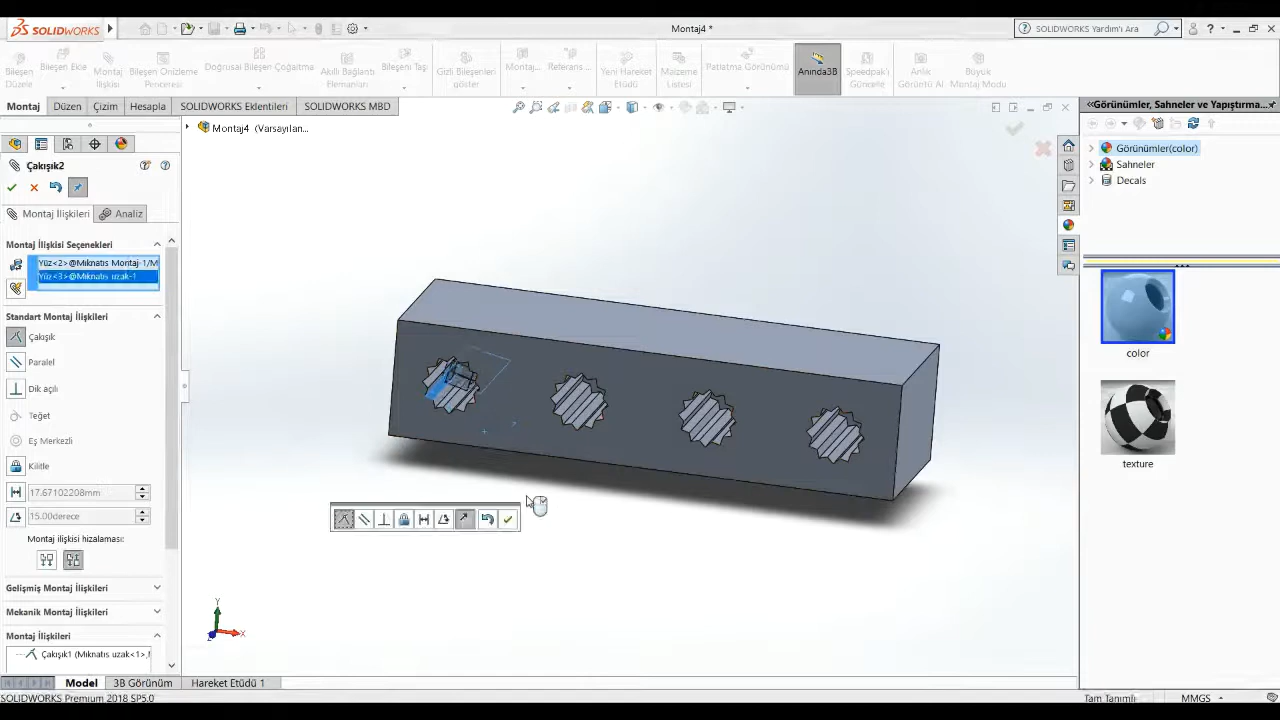 SOLIDWORKS
Montaj4 *
SOLIDWORKS Yardım'ı Ara
Bileşen Düzenle
Bileşen Ekle
Montaj İlişkisi
Bileşen Önizleme Penceresi
Doğrusal Bileşen Çoğaltma
Akıllı Bağlantı Elemanları
Bileşeni Taşı
Gizli Bileşenleri göster
Montaj...
Referans...
Yeni Hareket Etüdü
Malzeme Listesi
Patlatma Görünümü
Anında3B
Speedpak'ı Güncelle
Anlık Görüntü Al
Büyük Montaj Modu
Montaj
Düzen
Çizim
Hesapla
SOLIDWORKS Eklentileri
SOLIDWORKS MBD
Montaj4 (Varsayılan...
«Görünümler, Sahneler ve Yapıştırma...
Görünümler(color)
Sahneler
Decals
Çakışık2
Montaj İlişkileri
Analiz
Montaj İlişkisi Seçenekleri
Yüz<2>@Mıknatıs Montaj-1/M
Yüz<3>@Mıknatıs uzak-1
Standart Montaj İlişkileri
Çakışık
Paralel
Dik açılı
Teğet
Eş Merkezli
Kilitle
17.67102208mm
15.00derece
Montaj ilişkisi hizalaması:
Gelişmiş Montaj İlişkileri
Mekanik Montaj İlişkileri
Montaj İlişkileri
Çakışık1 (Mıknatıs uzak<1>,
color
texture
Y
X
Z
Model
3B Görünüm
Hareket Etüdü 1
SOLIDWORKS Premium 2018 SP5.0
Tam Tanımlı
MMGS